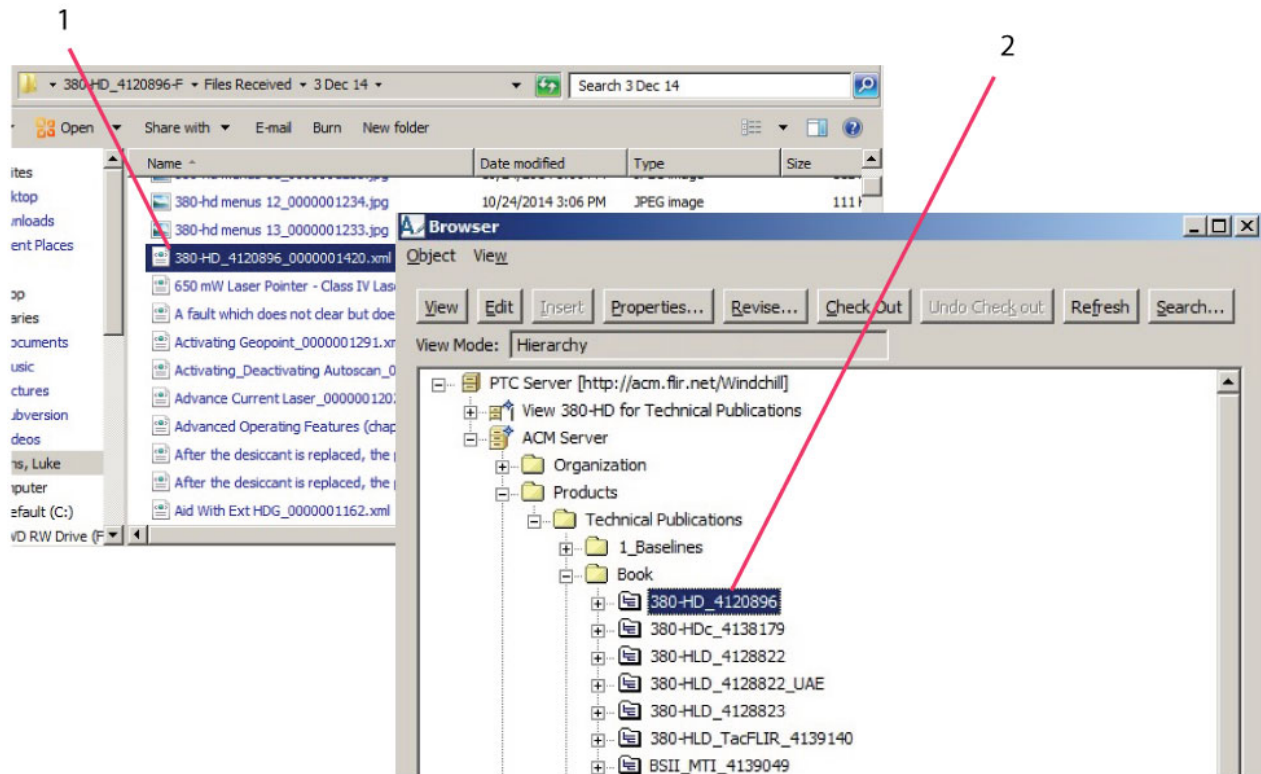 1
2
380-HD_4120896-F Files Received 3 Dec 14
Search 3 Dec 14
Open Share with E-mail Burn New folder
Name Date modified Type Size
380-hd menus 12_0000001234.jpg 10/24/2014 3:06 PM JPEG image 111
380-hd menus 13_0000001233.jpg
380-HD_4120896_0000001420.xml
650 mW Laser Pointer - Class IV Las
A fault which does not clear but doe
Activating Geopoint_0000001291.x
Activating_Deactivating Autoscan_0
Advance Current Laser_000000120
Advanced Operating Features (chap
After the desiccant is replaced, the
After the desiccant is replaced, the
Aid With Ext HDG_0000001162.xml
ites
ktop
nloads
ent Places
op
aries
ocuments
usic
ctures
ubversion
deos
ns, Luke
nputer
efault (C:)
VD RW Drive (F
Browser
Object View
View Edit Insert Properties... Revise... Check Out Undo Check out Refresh Search...
View Mode: Hierarchy
PTC Server [http://acm.flir.net/Windchill]
View 380-HD for Technical Publications
ACM Server
Organization
Products
Technical Publications
1_Baselines
Book
380-HD_4120896
380-HDc_4138179
380-HLD_4128822
380-HLD_4128822_UAE
380-HLD_4128823
380-HLD_TacFLIR_4139140
BSII_MTI_4139049